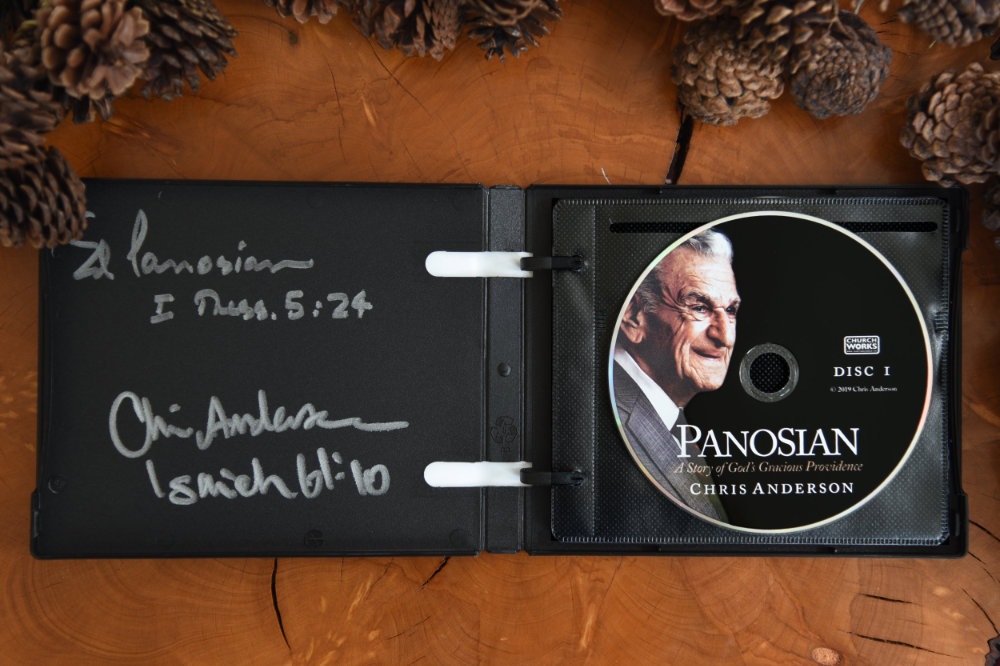 Ed Panosian
I Thess. 5:24
Chris Anderson
Isaiah 61:10
CHURCH
WORKS
DISC 1
© 2019 Chris Anderson
PANOSIAN
A Story of God's Gracious Providence
CHRIS ANDERSON